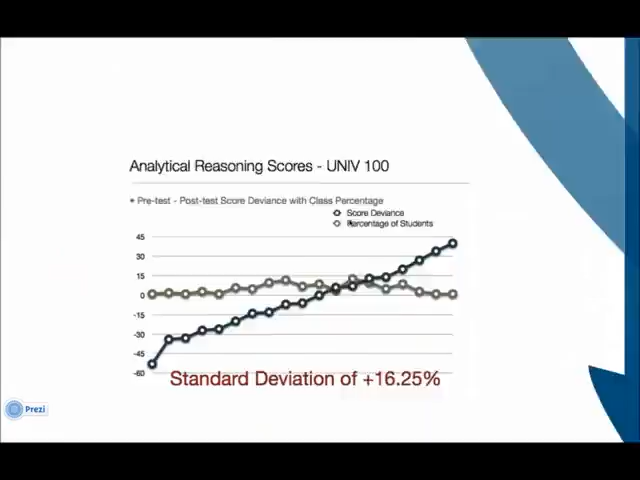 Analytical Reasoning Scores - UNIV 100
• Pre-test - Post-test Score Deviance with Class Percentage
Score Deviance
Percentage of Students
45
30
15
0
-15
-30
-45
-60
Standard Deviation of +16.25%
Prezi